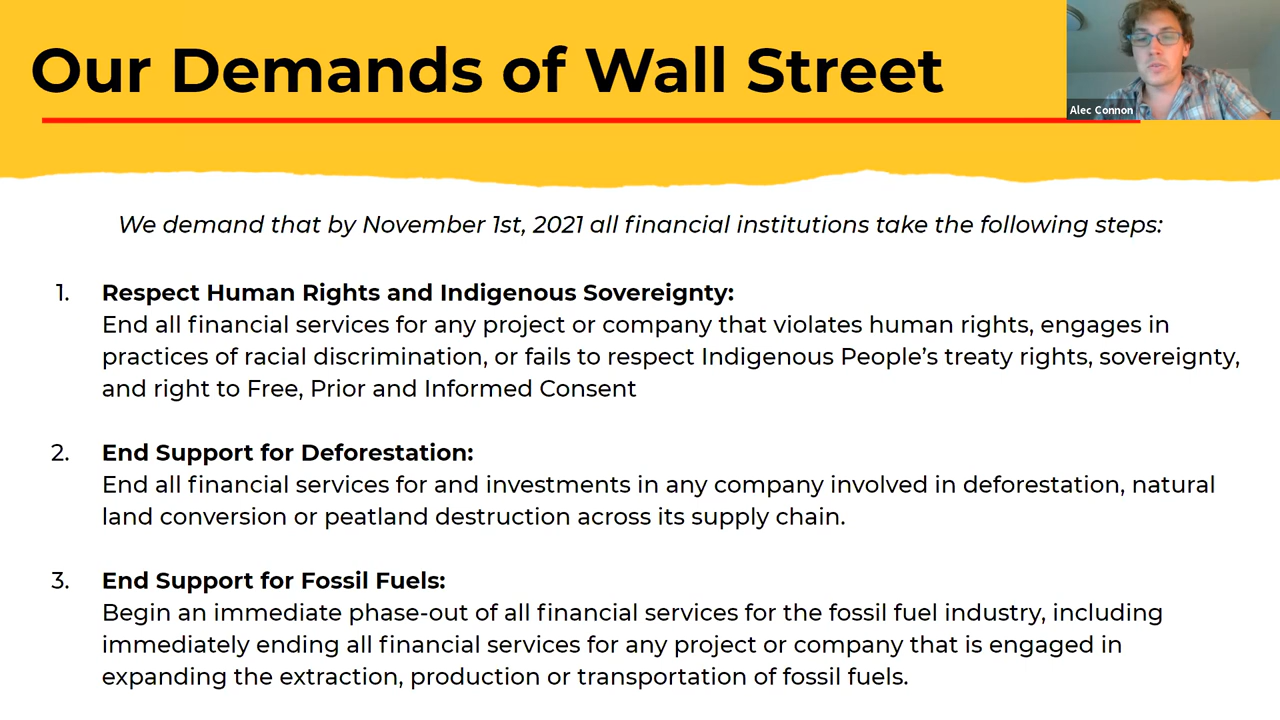 Our Demands of Wall Street
Alec Connon
We demand that by November 1st, 2021 all financial institutions take the following steps:
1. Respect Human Rights and Indigenous Sovereignty:
End all financial services for any project or company that violates human rights, engages in
practices of racial discrimination, or fails to respect Indigenous People’s treaty rights, sovereignty,
and right to Free, Prior and Informed Consent
2. End Support for Deforestation:
End all financial services for and investments in any company involved in deforestation, natural
land conversion or peatland destruction across its supply chain.
3. End Support for Fossil Fuels:
Begin an immediate phase-out of all financial services for the fossil fuel industry, including
immediately ending all financial services for any project or company that is engaged in
expanding the extraction, production or transportation of fossil fuels.